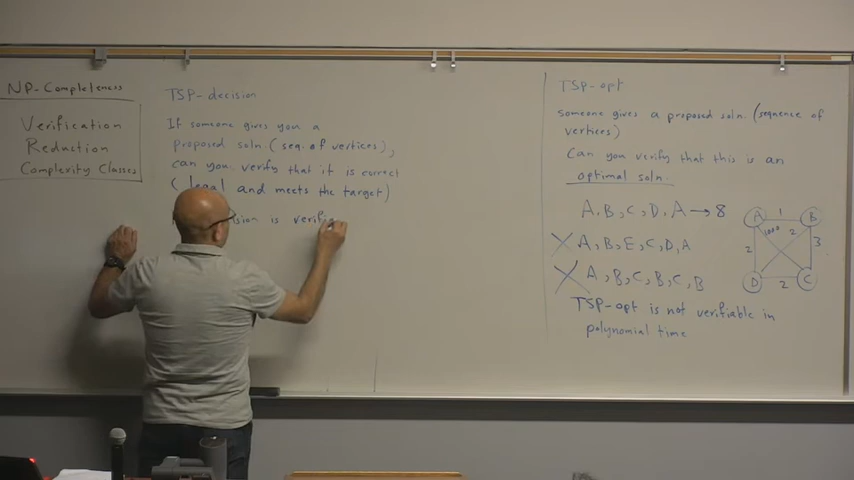 NP-Completeness
Verification
Reduction
Complexity Classes
TSP-decision
If someone gives you a
proposed soln. (seq. of vertices),
can you verify that it is correct
(legal and meets the target)
is verifi
TSP-opt
someone gives a proposed soln. (sequence of
vertices)
Can you verify that this is an
optimal soln.
A, B, C, D, A → 8
A, B, E, C, D, A
A, B, C, B, C, B
TSP-opt is not verifiable in
polynomial time
A 1 B
1000 2
2 3
D 2 C